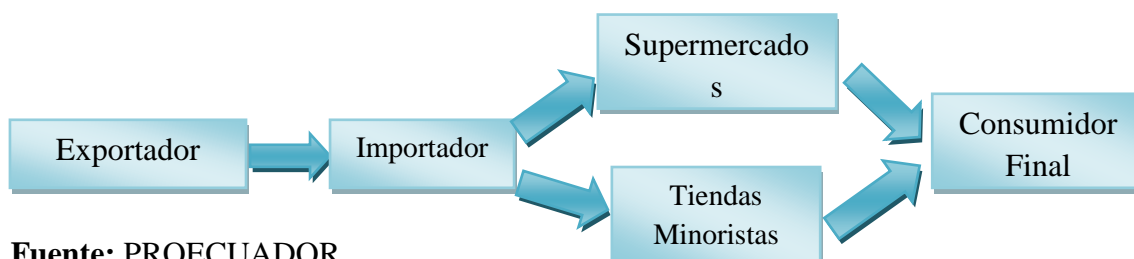 Exportador
Importador
Supermercado
s
Tiendas
Minoristas
Consumidor
Final
Fuente: PROECUADOR